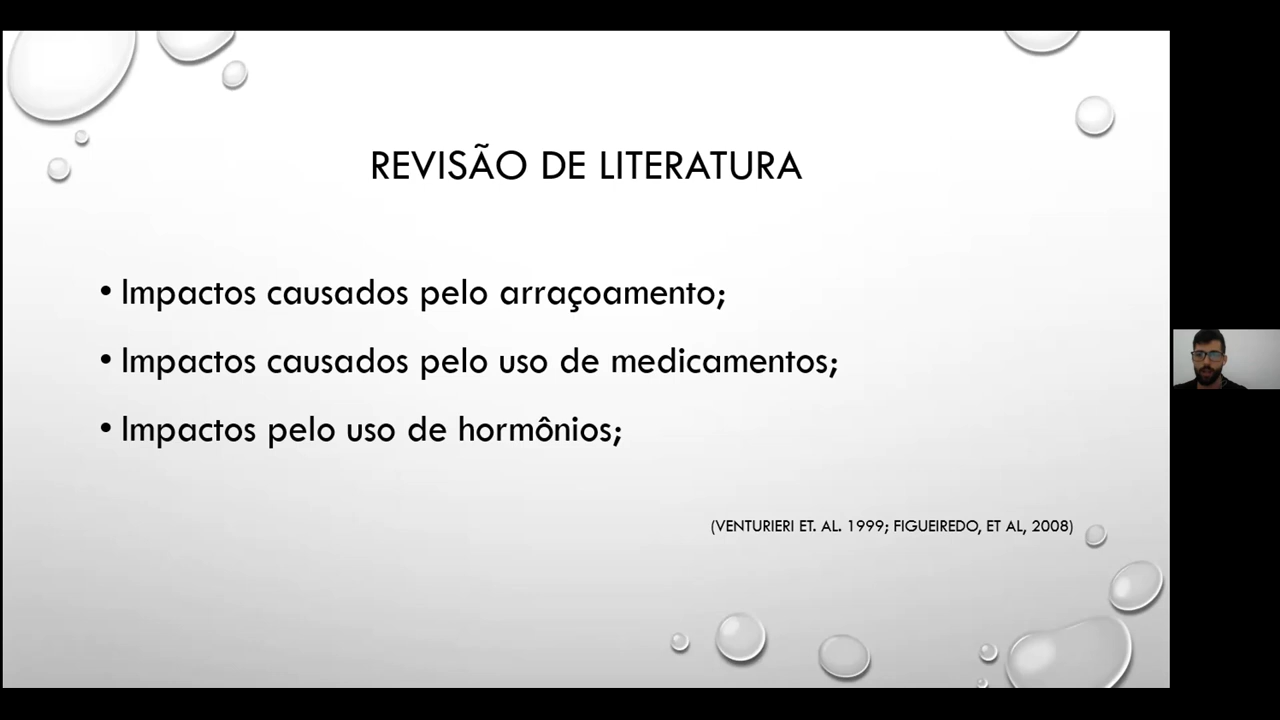 REVISÃO DE LITERATURA
• Impactos causados pelo arraçoamento;
• Impactos causados pelo uso de medicamentos;
• Impactos pelo uso de hormônios;
(VENTURIERI ET. AL. 1999; FIGUEIREDO, ET AL, 2008)